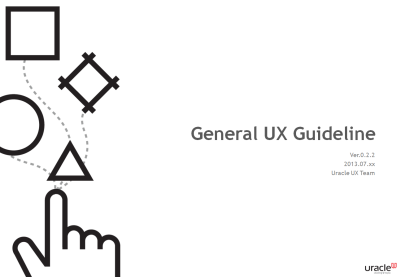 General UX Guideline
Ver.0.2.2
2013.07.xx
Uracle UX Team
uracle